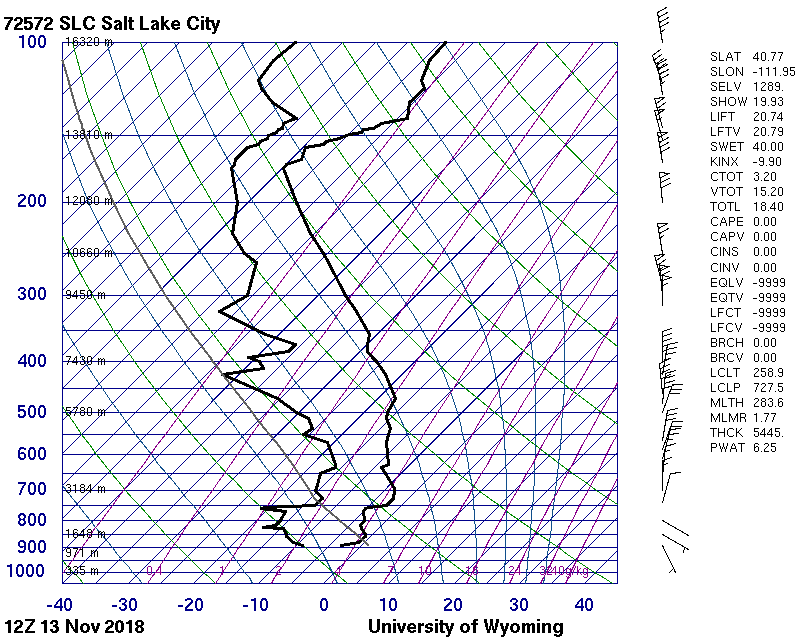 72572 SLC Salt Lake City
100
16320 m
13810 m
200
12080 m
10660 m
300
9450 m
400
7430 m
500
5780 m
600
700
3184 m
800
1648 m
900
971 m
1000
335 m
0.4
1
2
4
7
10
16
24
32
40g/kg
-40 -30 -20 -10 0 10 20 30 40
12Z 13 Nov 2018
University of Wyoming
SLAT 40.77
SLON -111.95
SELV 1289.
SHOW 19.93
LIFT 20.74
LFTV 20.79
SWET 40.00
KINX -9.90
CTOT 3.20
VTOT 15.20
TOTL 18.40
CAPE 0.00
CAPV 0.00
CINS 0.00
CINV 0.00
EQLV -9999
EQTV -9999
LFCT -9999
LFCV -9999
BRCH 0.00
BRCV 0.00
LCLT 258.9
LCLP 727.5
MLTH 283.6
MLMR 1.77
THCK 5445.
PWAT 6.25